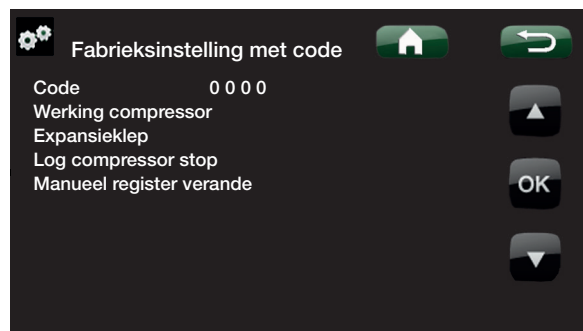 Fabrieksinstelling met code
Code 0 0 0 0
Werking compressor
Expansieklep
Log compressor stop
Manueel register verande
OK